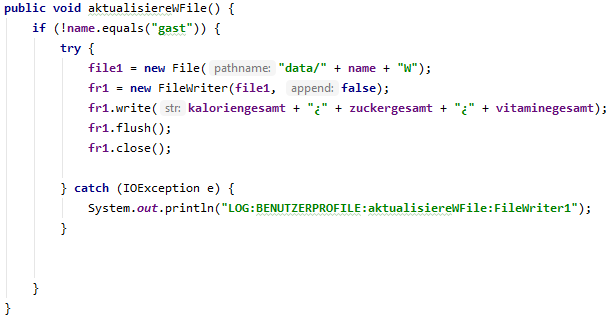 public void aktualisiereWFile() {
if (!name.equals("gast")) {
try {
file1 = new File( pathname: "data/" + name + "W");
fr1 = new FileWriter(file1, append: false);
fr1.write( str: kaloriengesamt + "¿" + zuckergesamt + "¿" + vitaminegesamt);
fr1.flush();
fr1.close();
} catch (IOException e) {
System.out.println("LOG:BENUTZERPROFILE:aktualisiereWFile:FileWriter1");
}
}
}